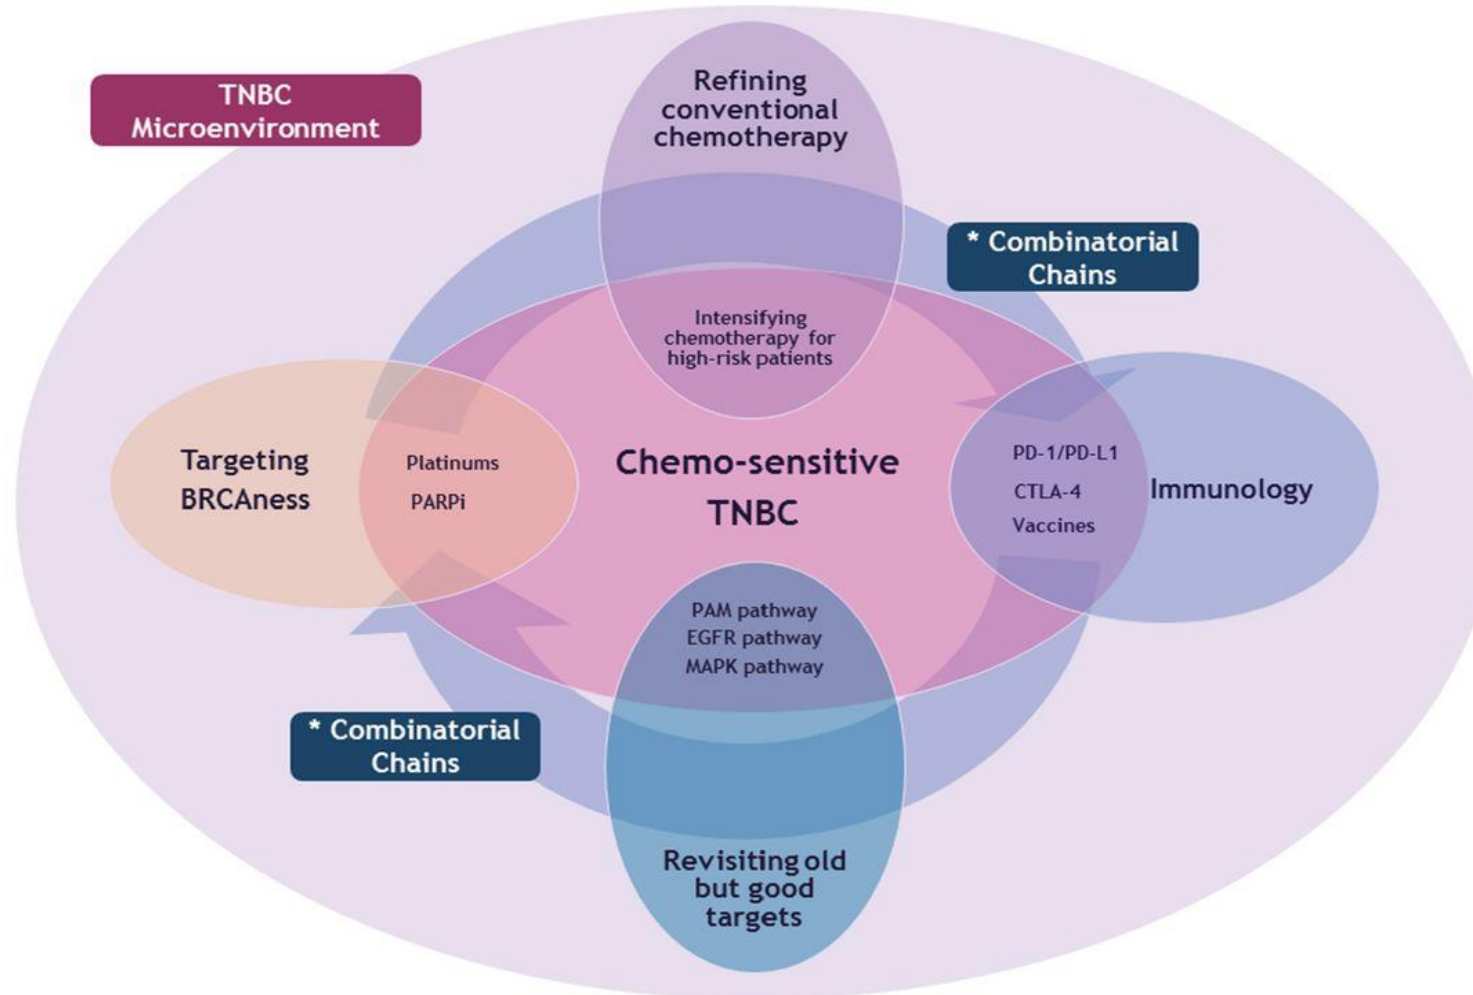 TNBC
Microenvironment
Refining
conventional
chemotherapy
* Combinatorial
Chains
Intensifying
chemotherapy for
high-risk patients
Targeting
BRCAness
Platinums
PARPi
Chemo-sensitive
TNBC
PD-1/PD-L1
CTLA-4
Vaccines
Immunology
PAM pathway
EGFR pathway
MAPK pathway
* Combinatorial
Chains
Revisiting old
but good
targets